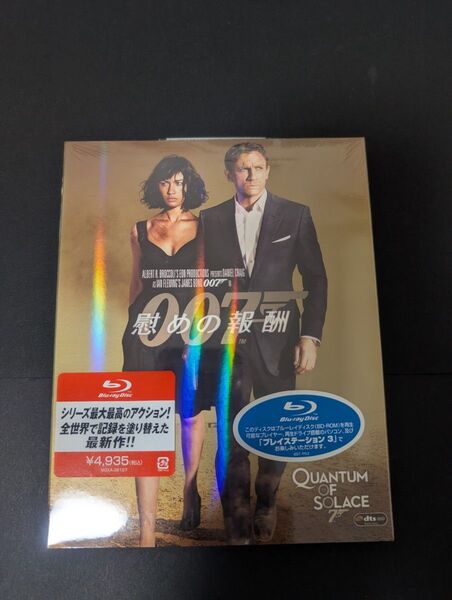 ALBERT R. BROCCOLI'S EON PRODUCTIONS PRESENTS DANIEL CRAIG
AS IAN FLEMING'S JAMES BOND 007 IN
007
慰めの報酬
TM
Blu-ray Disc
シリーズ最大最高のアクション!
全世界で記録を塗り替えた
最新作!!
¥4,935(税込)
Blu-ray Disc
このディスクはブルーレイディスク(BD-ROM)を再生
可能なプレイヤー、再生ドライブ搭載のパソコン、及び
「プレイステーション 3」で
お楽しみいただけます。
QUANTUM
OF
SOLACE
007
dts